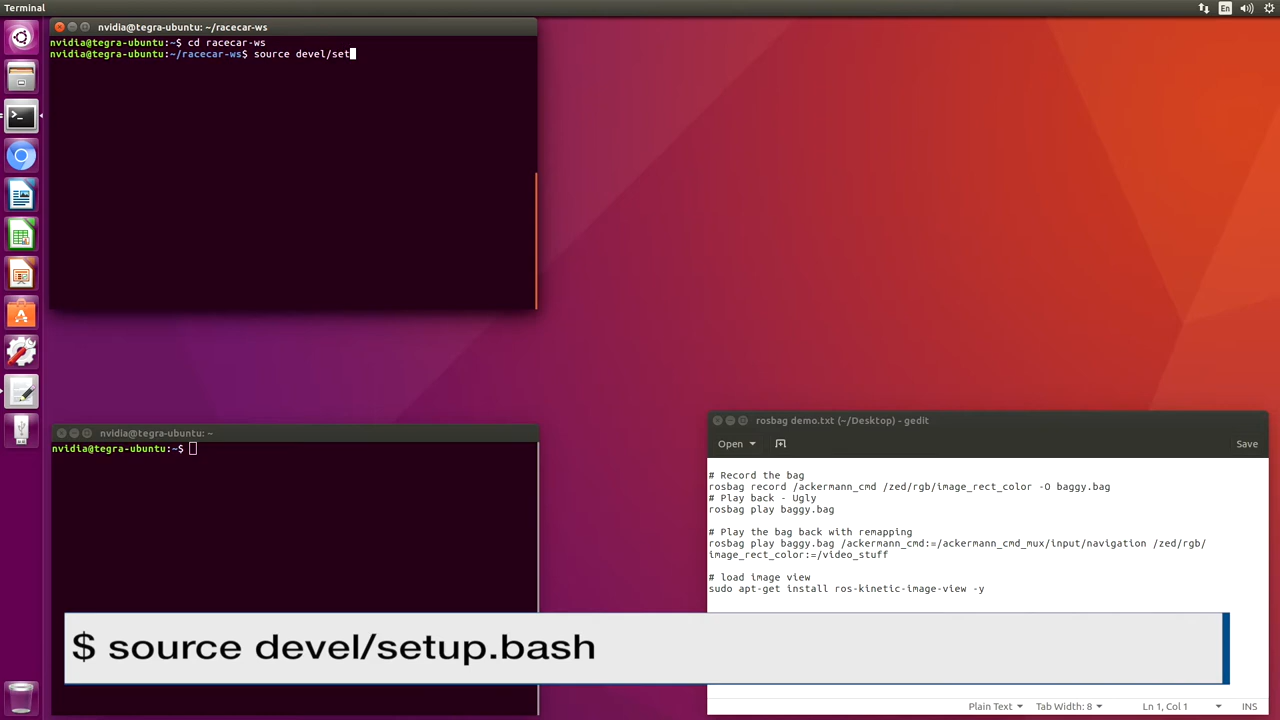 Terminal
En
nvidia@tegra-ubuntu: ~/racecar-ws
nvidia@tegra-ubuntu:~$ cd racecar-ws
nvidia@tegra-ubuntu:~/racecar-ws$ source devel/set
nvidia@tegra-ubuntu: ~
nvidia@tegra-ubuntu:~$
rosbag demo.txt (~/Desktop) - gedit
Open
Save
# Record the bag
rosbag record /ackermann_cmd /zed/rgb/image_rect_color -O baggy.bag
# Play back - Ugly
rosbag play baggy.bag
# Play the bag back with remapping
rosbag play baggy.bag /ackermann_cmd:=/ackermann_cmd_mux/input/navigation /zed/rgb/
image_rect_color:=/video_stuff
# load image view
sudo apt-get install ros-kinetic-image-view -y
$ source devel/setup.bash
Plain Text
Tab Width: 8
Ln 1, Col 1
INS